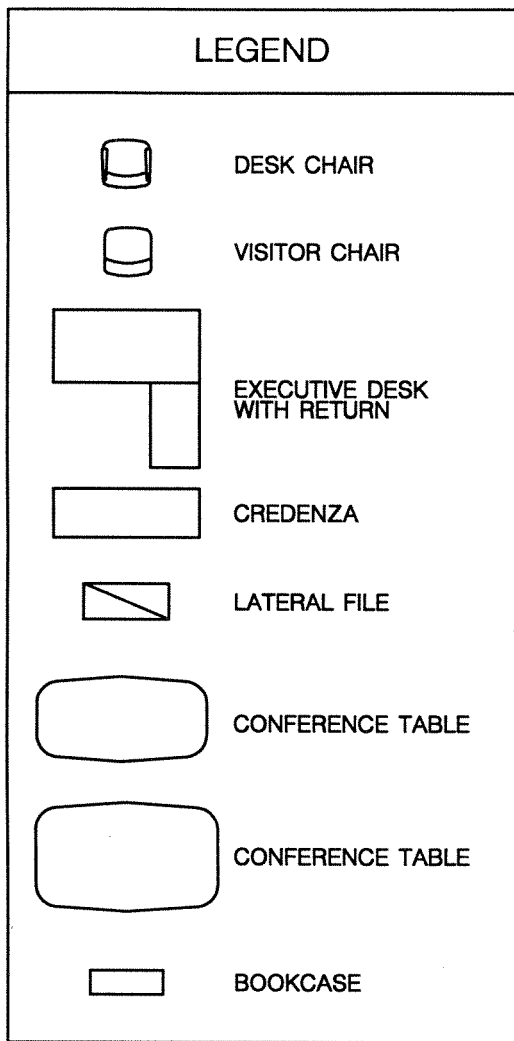 LEGEND
DESK CHAIR
VISITOR CHAIR
EXECUTIVE DESK
WITH RETURN
CREDENZA
LATERAL FILE
CONFERENCE TABLE
CONFERENCE TABLE
BOOKCASE